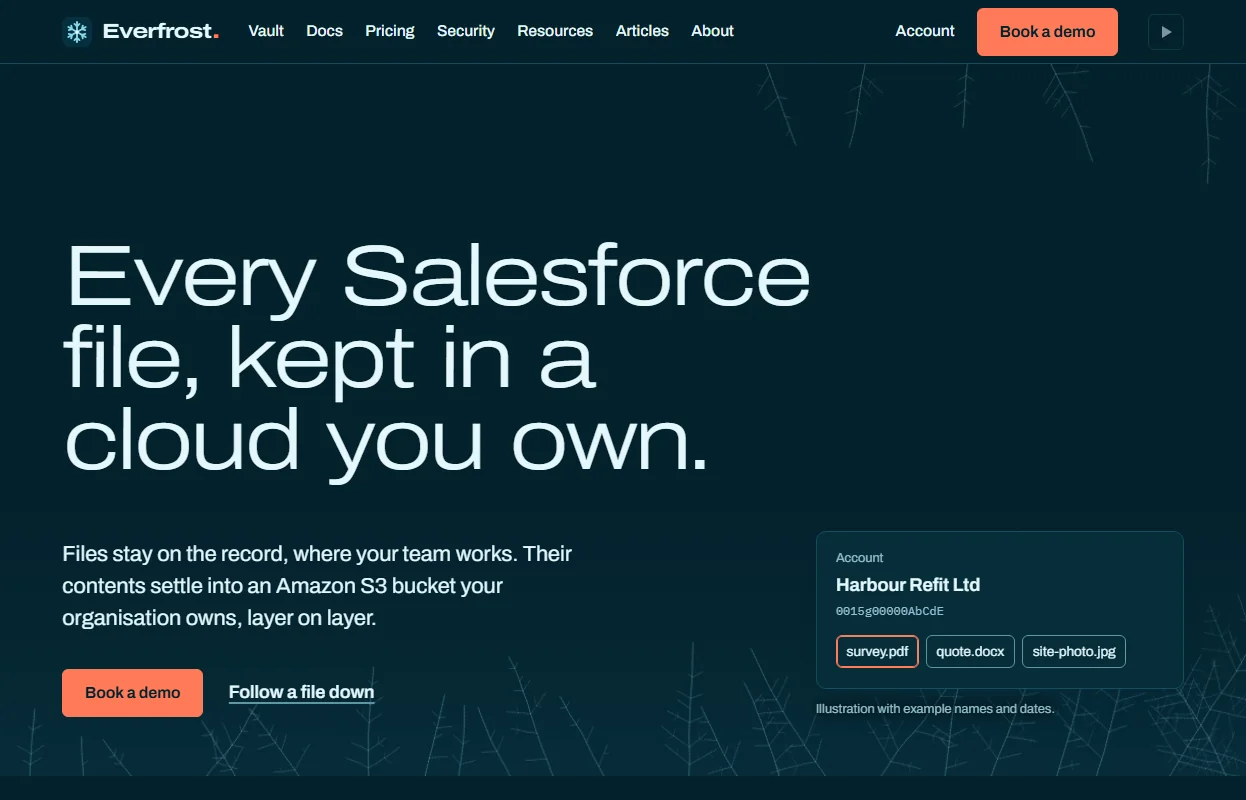 Everfrost.
Vault
Docs
Pricing
Security
Resources
Articles
About
Account
Book a demo
Every Salesforce
file, kept in a
cloud you own.
Files stay on the record, where your team works. Their
contents settle into an Amazon S3 bucket your
organisation owns, layer on layer.
Book a demo
Follow a file down
Account
Harbour Refit Ltd
0015g00000AbCdE
survey.pdf
quote.docx
site-photo.jpg
Illustration with example names and dates.